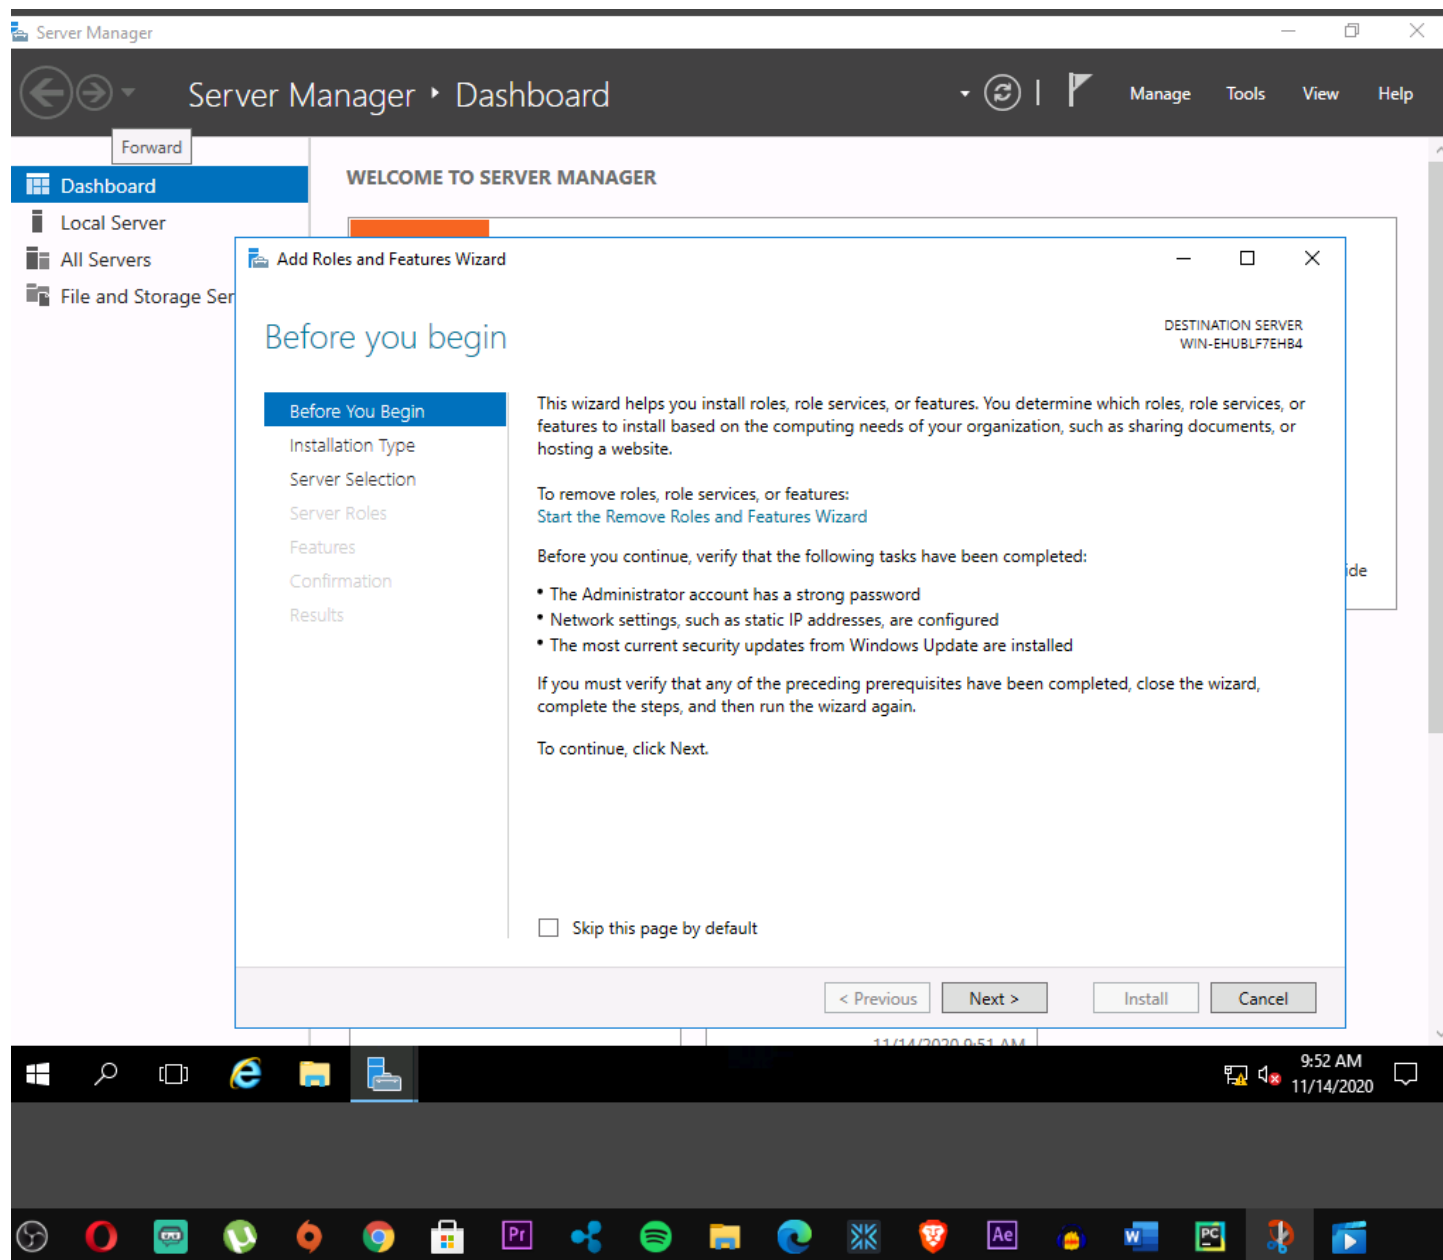 Server Manager
Server Manager
Dashboard
Manage
Tools
View
Help
Forward
Dashboard
Local Server
All Servers
File and Storage Ser
WELCOME TO SERVER MANAGER
Add Roles and Features Wizard
Before you begin
DESTINATION SERVER
WIN-EHUBLF7EHB4
Before You Begin
Installation Type
Server Selection
Server Roles
Features
Confirmation
Results
This wizard helps you install roles, role services, or features. You determine which roles, role services, or
features to install based on the computing needs of your organization, such as sharing documents, or
hosting a website.
To remove roles, role services, or features:
Start the Remove Roles and Features Wizard
Before you continue, verify that the following tasks have been completed:
• The Administrator account has a strong password
• Network settings, such as static IP addresses, are configured
• The most current security updates from Windows Update are installed
If you must verify that any of the preceding prerequisites have been completed, close the wizard,
complete the steps, and then run the wizard again.
To continue, click Next.
Skip this page by default
ide
< Previous
Next >
Install
Cancel
11/14/2020 9:51 AM
9:52 AM
11/14/2020
Pr
Ae
W
PC